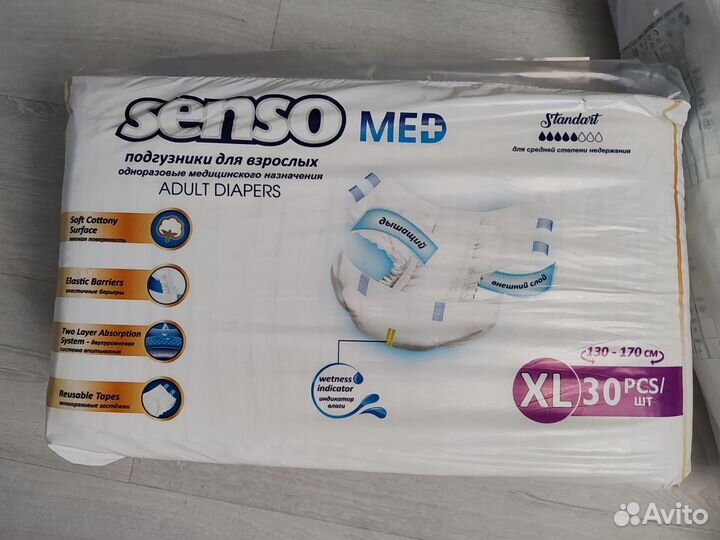 senso MED
подгузники для взрослых
одноразовые медицинского назначения
ADULT DIAPERS
Standart
для средней степени недержания
Soft Cottony
Surface
мягкая поверхность
Elastic Barriers
эластичные барьеры
Two Layer Absorption
System - двухуровневая
система впитывания
Reusable Tapes
многоразовые застёжки
дышащий
внешний слой
wetness
indicator
индикатор
влаги
130 - 170 см
XL 30 PCS/
шт
Avito